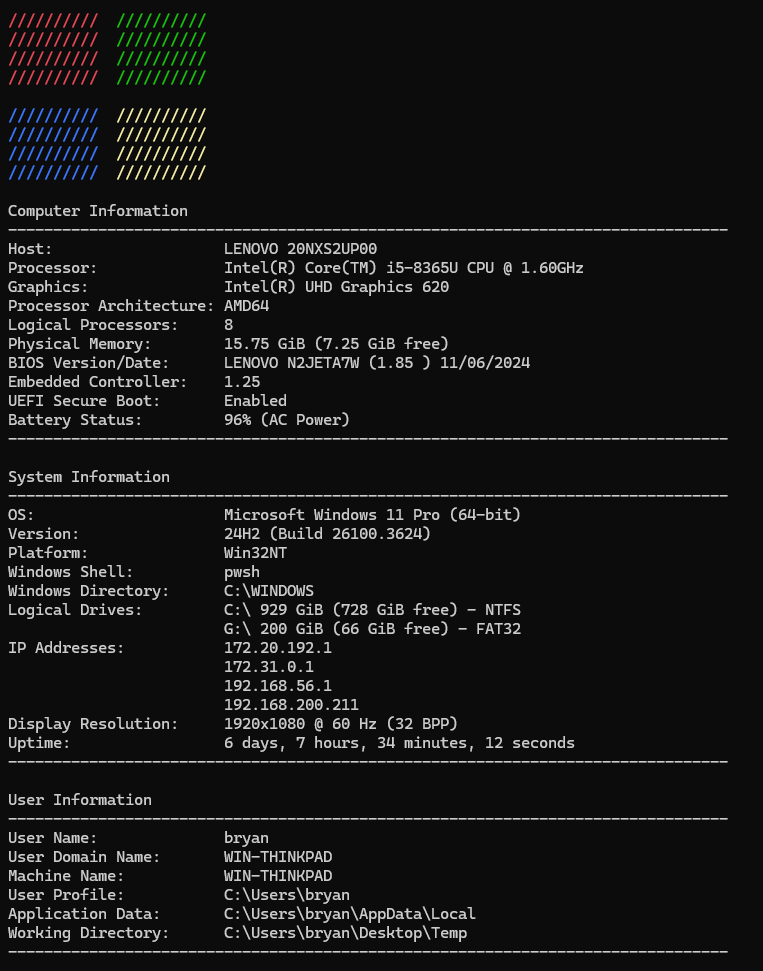 //////////  //////////
//////////  //////////
//////////  //////////
//////////  //////////

//////////  //////////
//////////  //////////
//////////  //////////
//////////  //////////

Computer Information
--------------------------------------------------------------------------------
Host:                   LENOVO 20NXS2UP00
Processor:              Intel(R) Core(TM) i5-8365U CPU @ 1.60GHz
Graphics:               Intel(R) UHD Graphics 620
Processor Architecture: AMD64
Logical Processors:     8
Physical Memory:        15.75 GiB (7.25 GiB free)
BIOS Version/Date:      LENOVO N2JETA7W (1.85 ) 11/06/2024
Embedded Controller:    1.25
UEFI Secure Boot:       Enabled
Battery Status:         96% (AC Power)
--------------------------------------------------------------------------------

System Information
--------------------------------------------------------------------------------
OS:                     Microsoft Windows 11 Pro (64-bit)
Version:                24H2 (Build 26100.3624)
Platform:               Win32NT
Windows Shell:          pwsh
Windows Directory:      C:\WINDOWS
Logical Drives:         C:\ 929 GiB (728 GiB free) - NTFS
                        G:\ 200 GiB (66 GiB free) - FAT32
IP Addresses:           172.20.192.1
                        172.31.0.1
                        192.168.56.1
                        192.168.200.211
Display Resolution:     1920x1080 @ 60 Hz (32 BPP)
Uptime:                 6 days, 7 hours, 34 minutes, 12 seconds
--------------------------------------------------------------------------------

User Information
--------------------------------------------------------------------------------
User Name:              bryan
User Domain Name:       WIN-THINKPAD
Machine Name:           WIN-THINKPAD
User Profile:           C:\Users\bryan
Application Data:       C:\Users\bryan\AppData\Local
Working Directory:      C:\Users\bryan\Desktop\Temp
--------------------------------------------------------------------------------